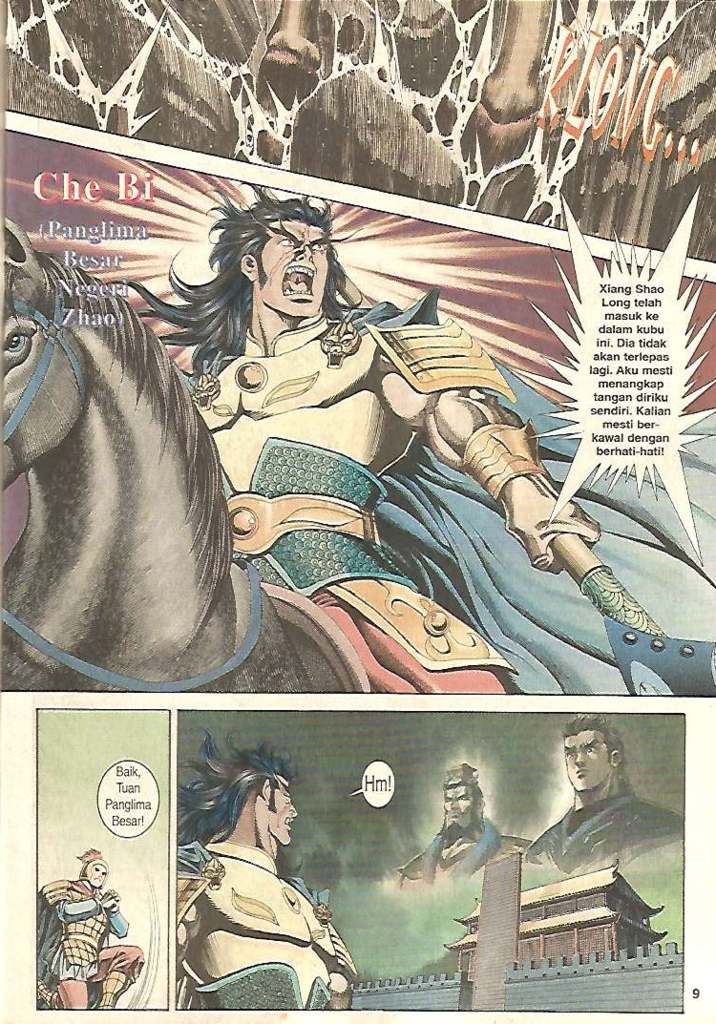 KLONG...
Che Bi
(Panglima
Besar
Negeri
Zhao)
Xiang Shao
Long telah
masuk ke
dalam kubu
ini. Dia tidak
akan terlepas
lagi. Aku mesti
menangkap
tangan diriku
sendiri. Kalian
mesti ber-
kawal dengan
berhati-hati!
Baik,
Tuan
Panglima
Besar!
Hm!
9